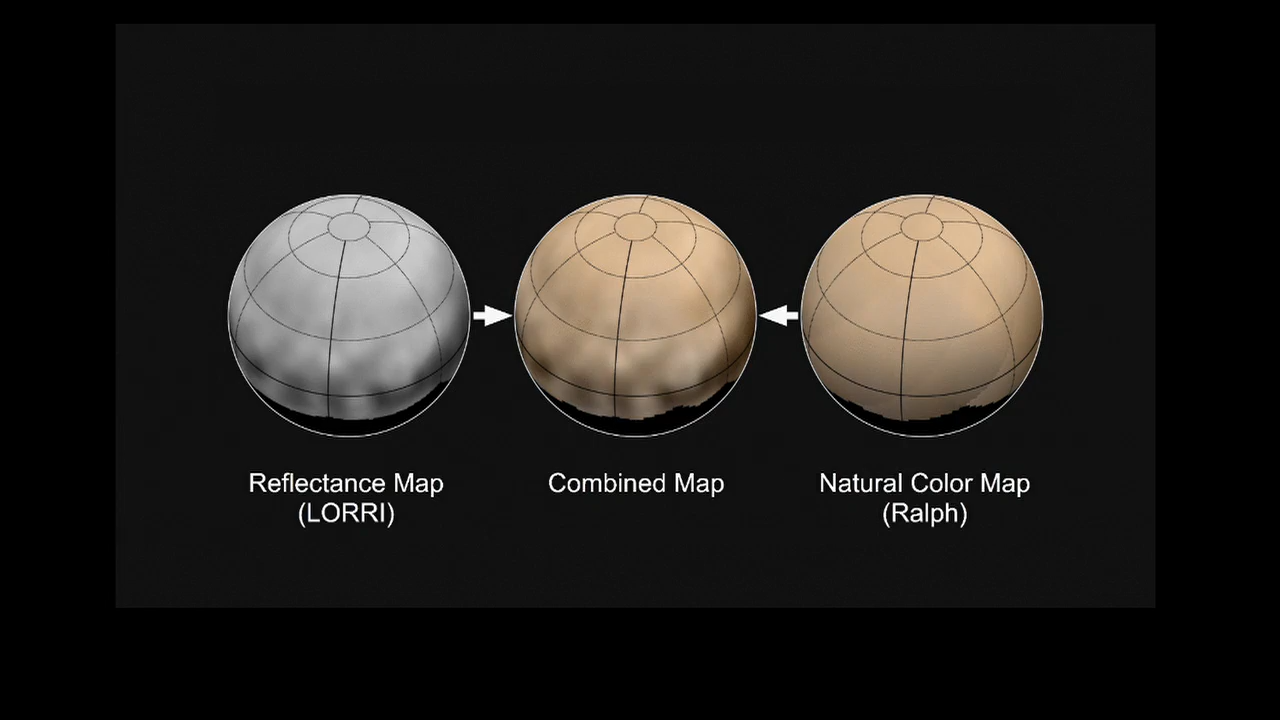 Reflectance Map
(LORRI)
Combined Map
Natural Color Map
(Ralph)